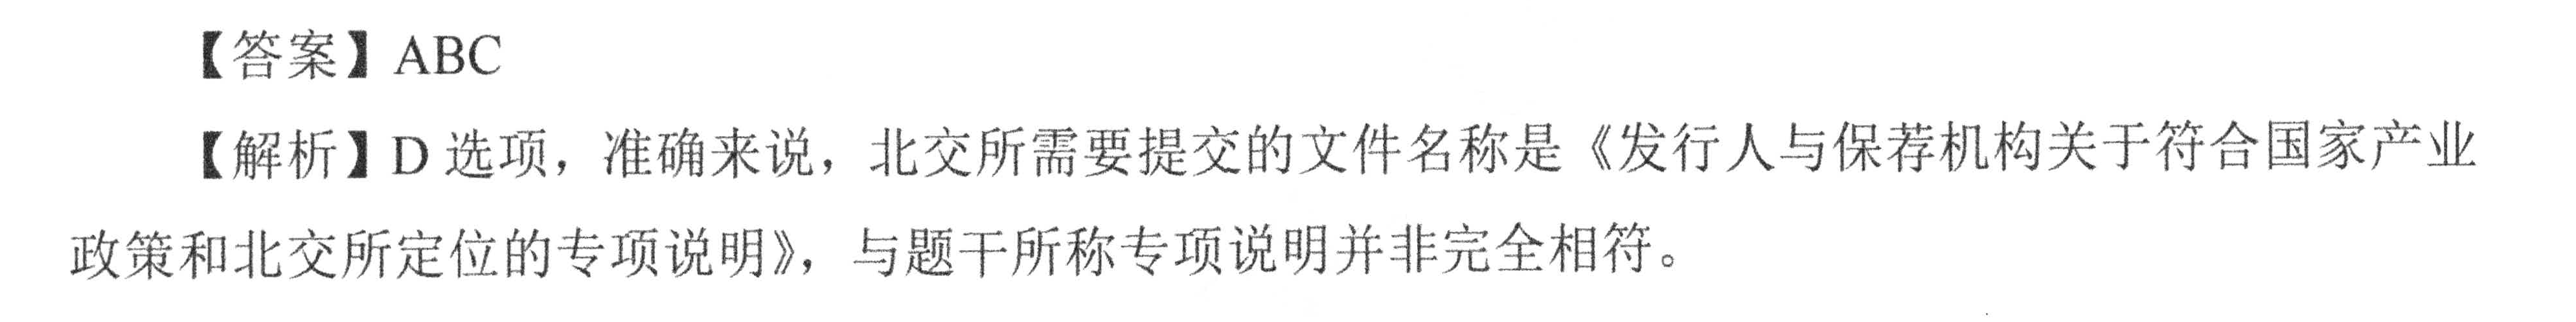 【答案】ABC
【解析】D 选项，准确来说，北交所需要提交的文件名称是《发行人与保荐机构关于符合国家产业
政策和北交所定位的专项说明》，与题干所称专项说明并非完全相符。